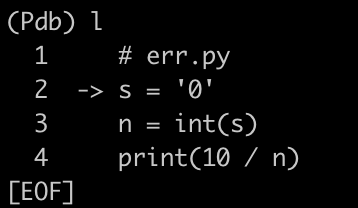 (Pdb) l
  1     # err.py
  2  -> s = '0'
  3     n = int(s)
  4     print(10 / n)
[EOF]